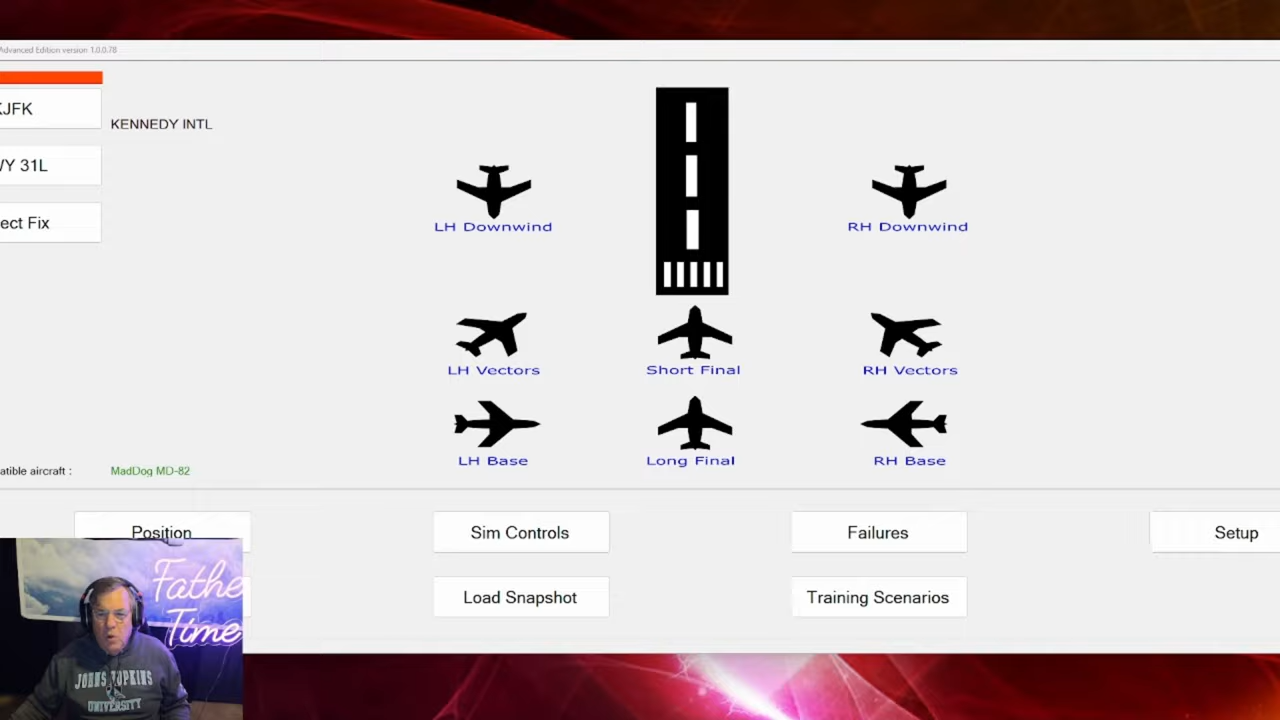 Advanced Edition version 1.0.0.78
KJFK
KENNEDY INTL
WY 31L
ect Fix
LH Downwind
RH Downwind
LH Vectors
Short Final
RH Vectors
LH Base
Long Final
RH Base
atible aircraft :
MadDog MD-82
Position
Sim Controls
Failures
Setup
Load Snapshot
Training Scenarios
Fathe
Time
JOHNS HOPKINS
UNIVERSITY